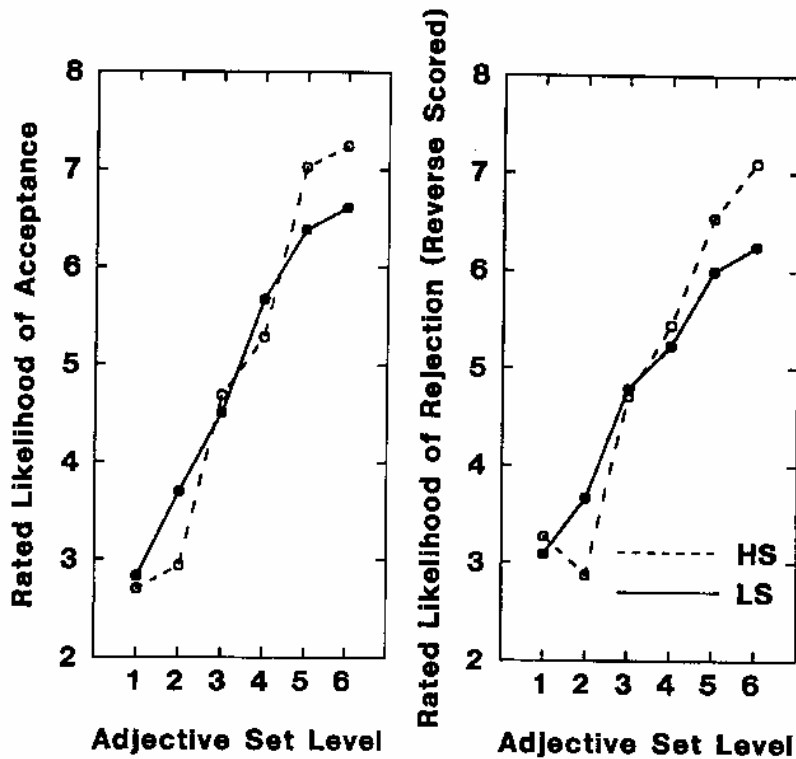 Rated Likelihood of Acceptance
8
7
6
5
4
3
2
1 2 3 4 5 6
Adjective Set Level
Rated Likelihood of Rejection (Reverse Scored)
8
7
6
5
4
3
2
HS
LS
1 2 3 4 5 6
Adjective Set Level